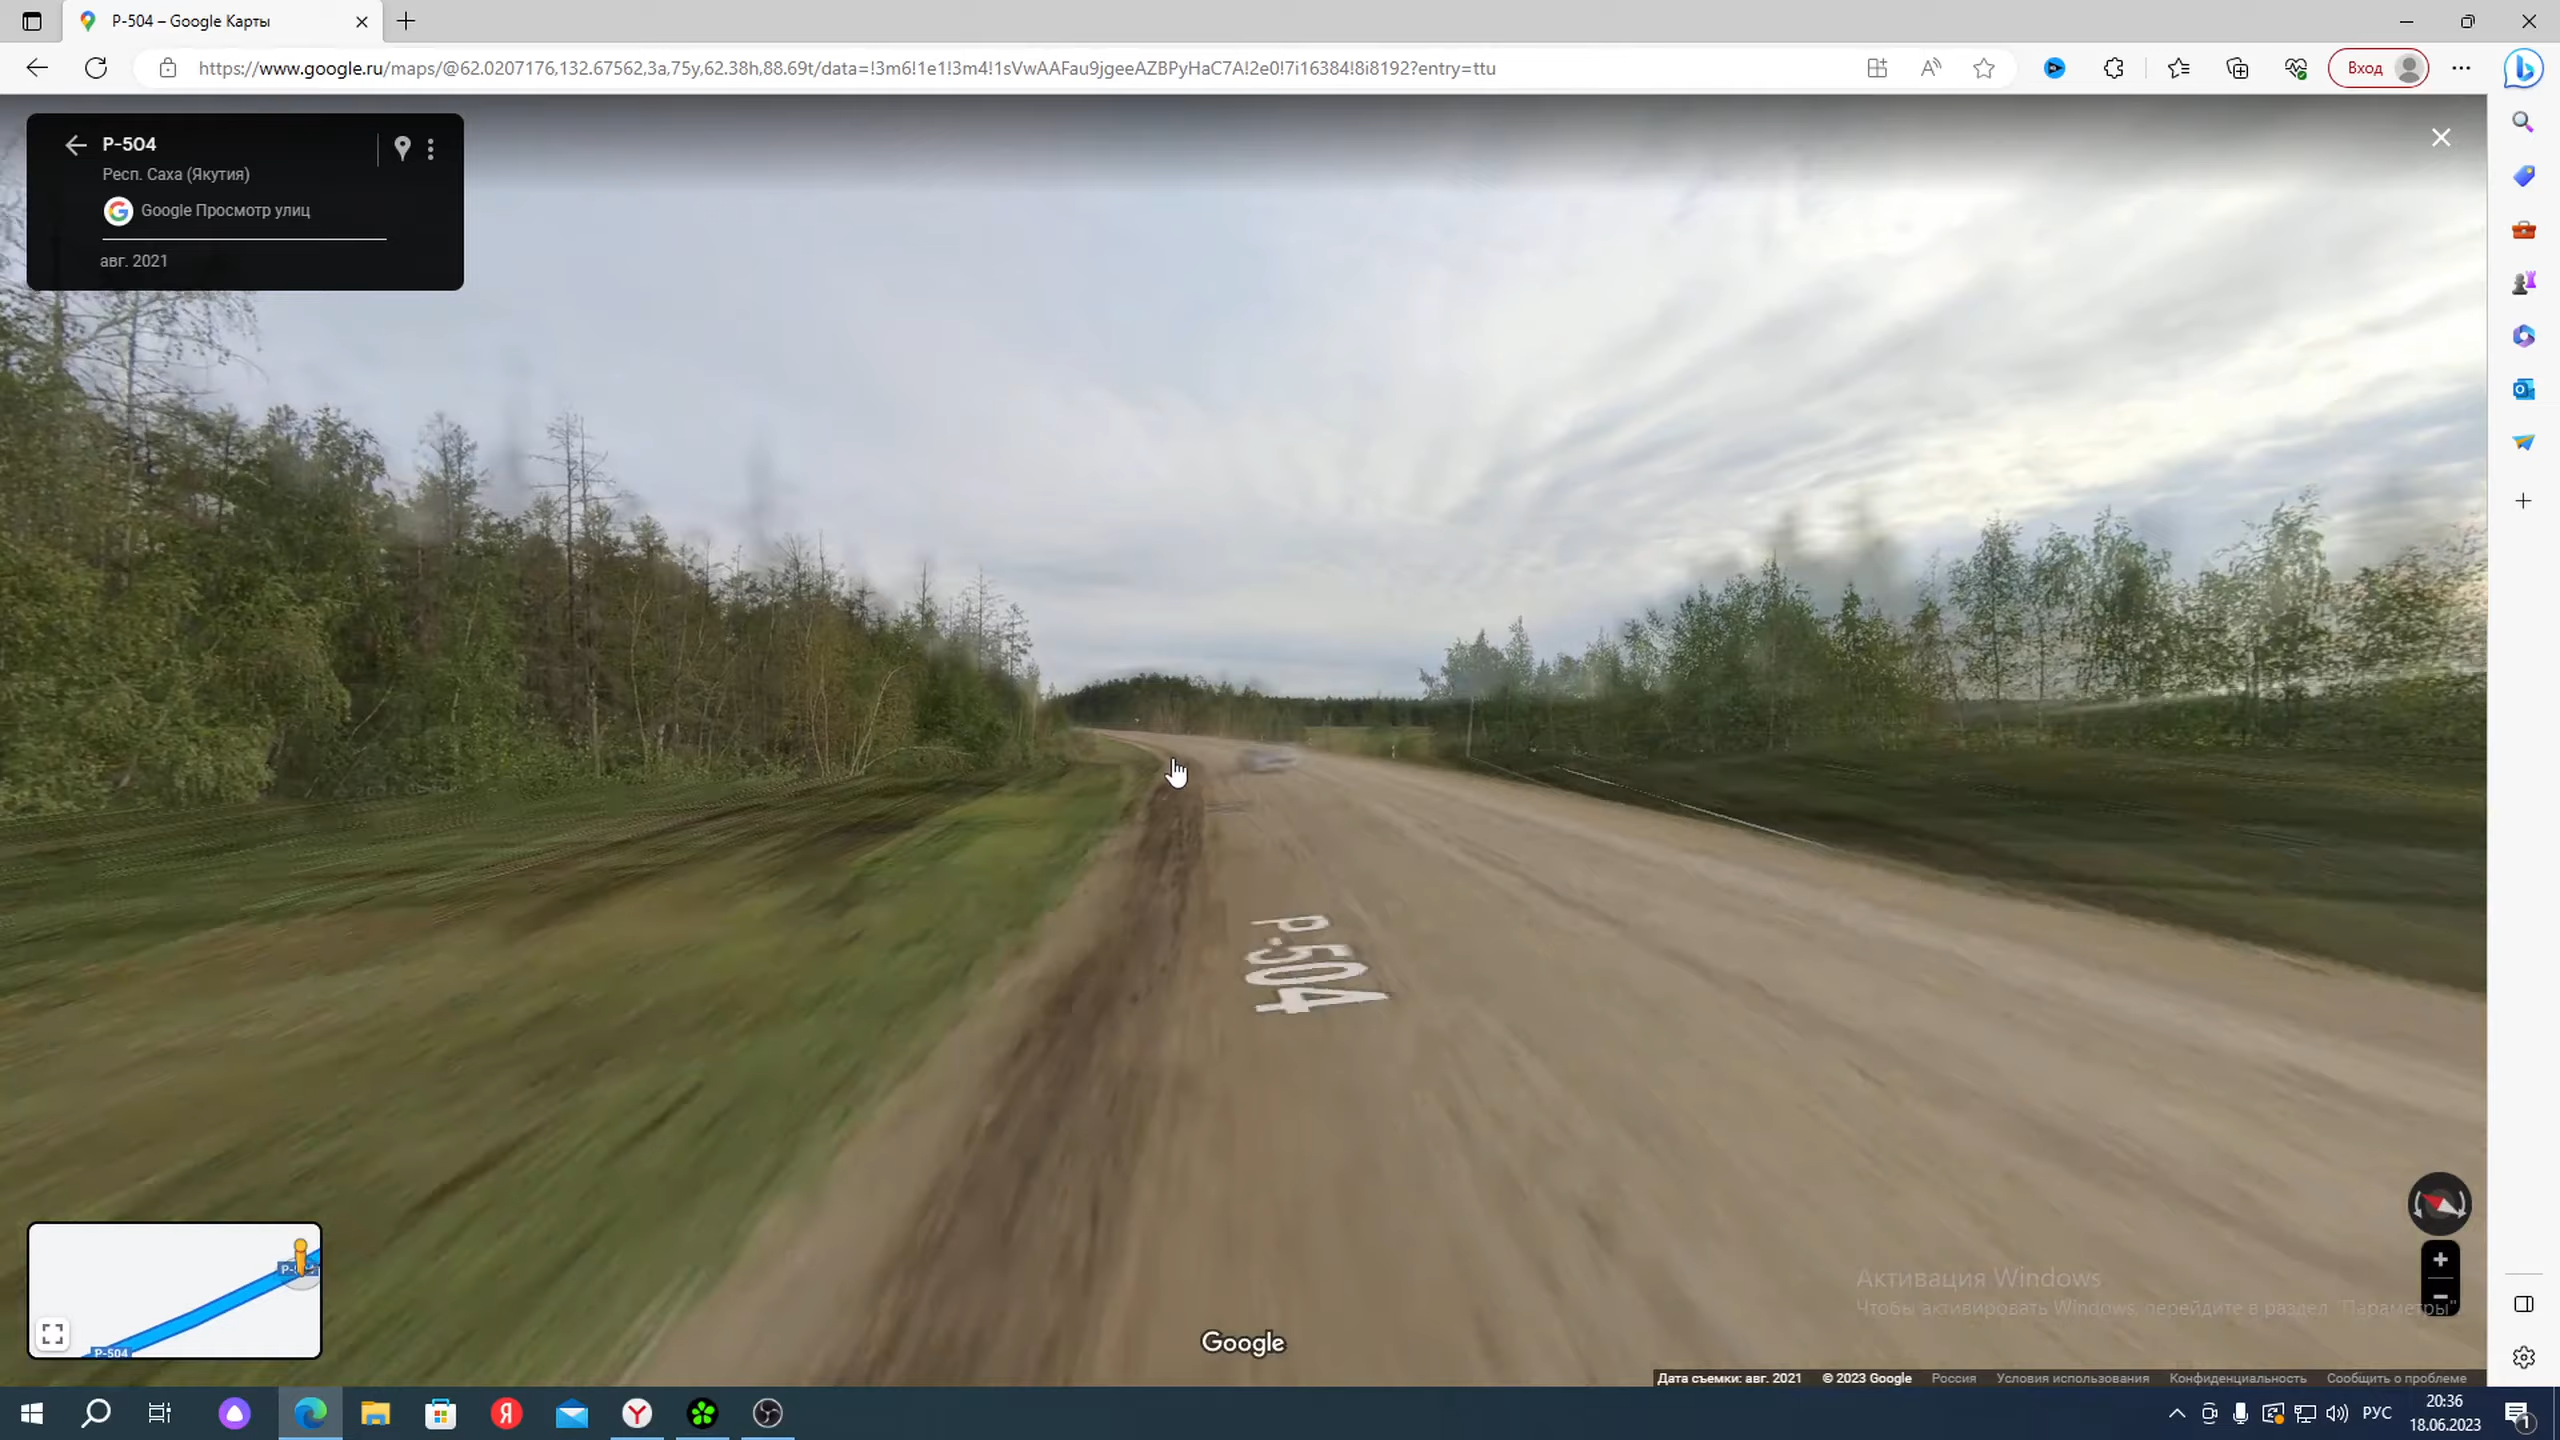 P-504 – Google Карты
https://www.google.ru/maps/@62.0207176,132.67562,3a,75y,62.38h,88.69t/data=!3m6!1e1!3m4!1sVwAAFau9jgeeAZBPyHaC7A!2e0!7i16384!8i8192?entry=ttu
Вход
P-504
Респ. Саха (Якутия)
Google Просмотр улиц
авг. 2021
P-504
P-504
Google
Активация Windows
Чтобы активировать Windows, перейдите в раздел "Параметры"
Дата съемки: авг. 2021 © 2023 Google Россия Условия использования Конфиденциальность Сообщить о проблеме
РУС
20:36
18.06.2023
1